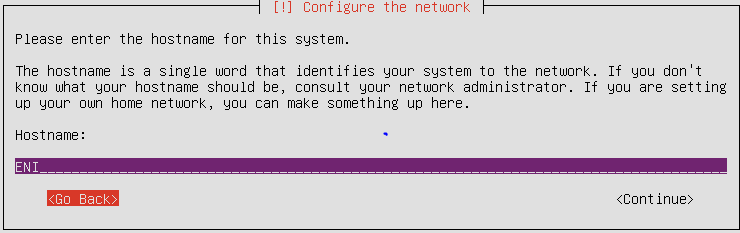 [!] Configure the network
Please enter the hostname for this system.
The hostname is a single word that identifies your system to the network. If you don't
know what your hostname should be, consult your network administrator. If you are setting
up your own home network, you can make something up here.
Hostname:
ENI
<Go Back> <Continue>